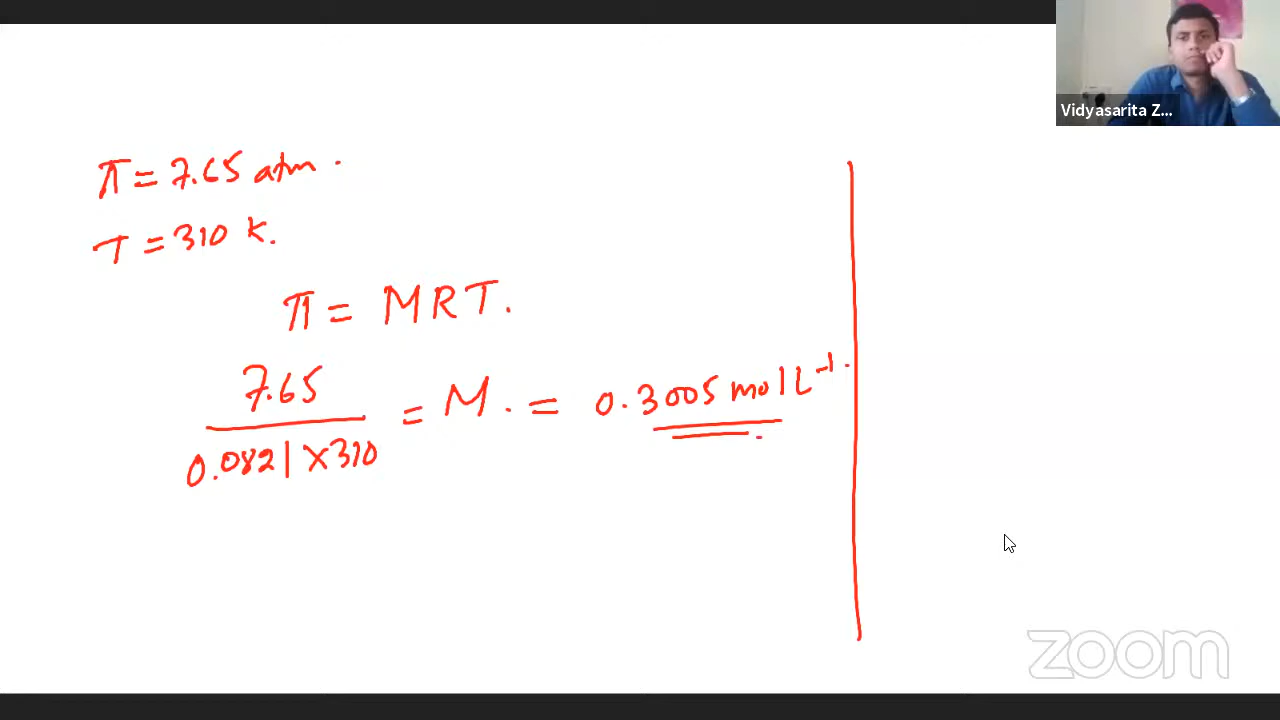 Vidyasarita Z...
π = 7.65 atm.
T = 310 K.
π = MRT.
7.65
0.0821 × 310
= M. = 0.3005 mol L⁻¹.
zoom